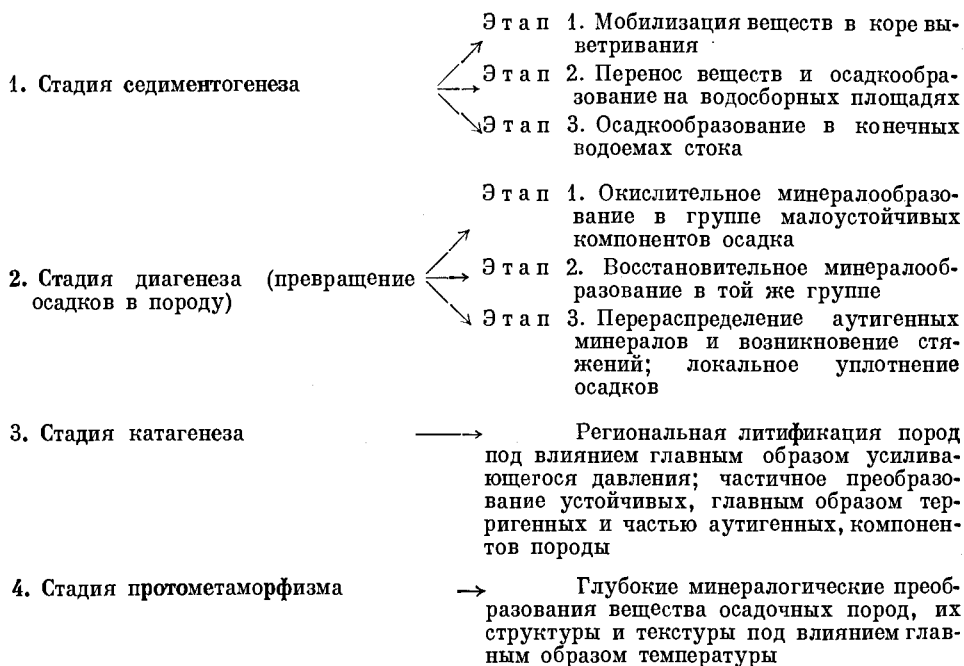 Этап 1. Мобилизация веществ в коре вы-
ветривания
1. Стадия седиментогенеза
Этап 2. Перенос веществ и осадкообра-
зование на водосборных площадях
Этап 3. Осадкообразование в конечных
водоемах стока
Этап 1. Окислительное минералообразо-
вание в группе малоустойчивых
компонентов осадка
2. Стадия диагенеза (превращение
осадков в породу)
Этап 2. Восстановительное минералооб-
разование в той же группе
Этап 3. Перераспределение аутигенных
минералов и возникновение стя-
жений; локальное уплотнение
осадков
3. Стадия катагенеза
Региональная литификация пород
под влиянием главным образом усилива-
ющегося давления; частичное преобразо-
вание устойчивых, главным образом тер-
ригенных и частью аутигенных, компонен-
тов породы
4. Стадия протометаморфизма
Глубокие минералогические преоб-
разования вещества осадочных пород, их
структуры и текстуры под влиянием глав-
ным образом температуры